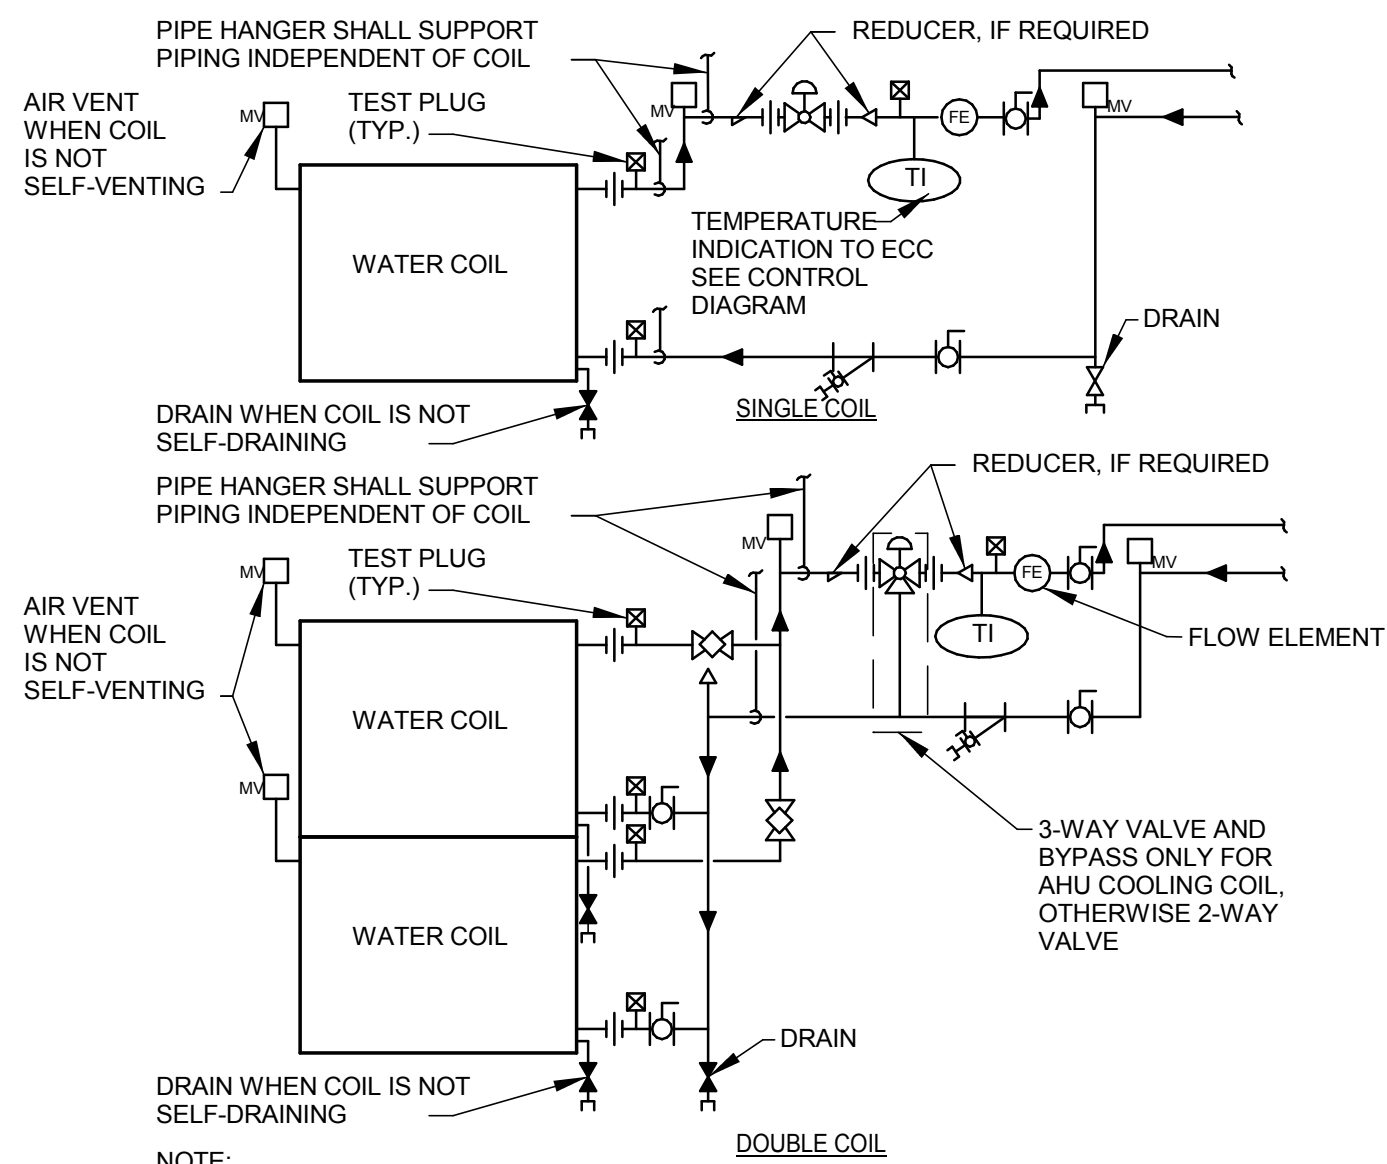 PIPE HANGER SHALL SUPPORT
PIPING INDEPENDENT OF COIL
REDUCER, IF REQUIRED
AIR VENT
WHEN COIL
IS NOT
SELF-VENTING
MV
TEST PLUG
(TYP.)
MV
FE
MV
TI
WATER COIL
TEMPERATURE
INDICATION TO ECC
SEE CONTROL
DIAGRAM
DRAIN
DRAIN WHEN COIL IS NOT
SELF-DRAINING
SINGLE COIL
PIPE HANGER SHALL SUPPORT
PIPING INDEPENDENT OF COIL
REDUCER, IF REQUIRED
MV
TEST PLUG
(TYP.)
MV
FE
MV
AIR VENT
WHEN COIL
IS NOT
SELF-VENTING
TI
FLOW ELEMENT
WATER COIL
MV
3-WAY VALVE AND
BYPASS ONLY FOR
AHU COOLING COIL,
OTHERWISE 2-WAY
VALVE
WATER COIL
DRAIN
DRAIN WHEN COIL IS NOT
SELF-DRAINING
DOUBLE COIL
NOTE: